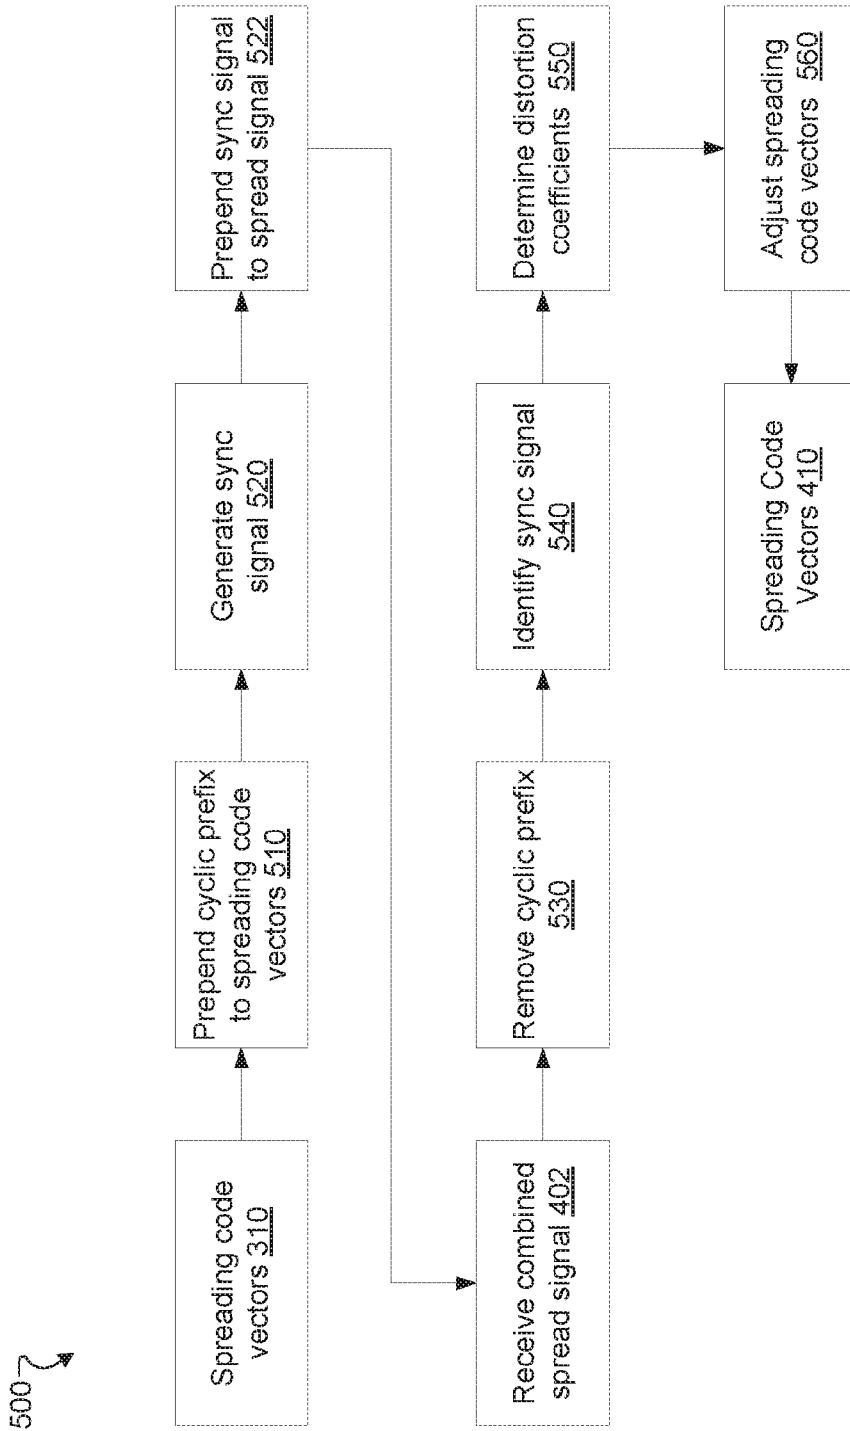 500
Spreading code
vectors 310
Prepend cyclic prefix
to spreading code
vectors 510
Generate sync
signal 520
Prepend sync signal
to spread signal 522
Receive combined
spread signal 402
Remove cyclic prefix
530
Identify sync signal
540
Determine distortion
coefficients 550
Adjust spreading
code vectors 560
Spreading Code
Vectors 410